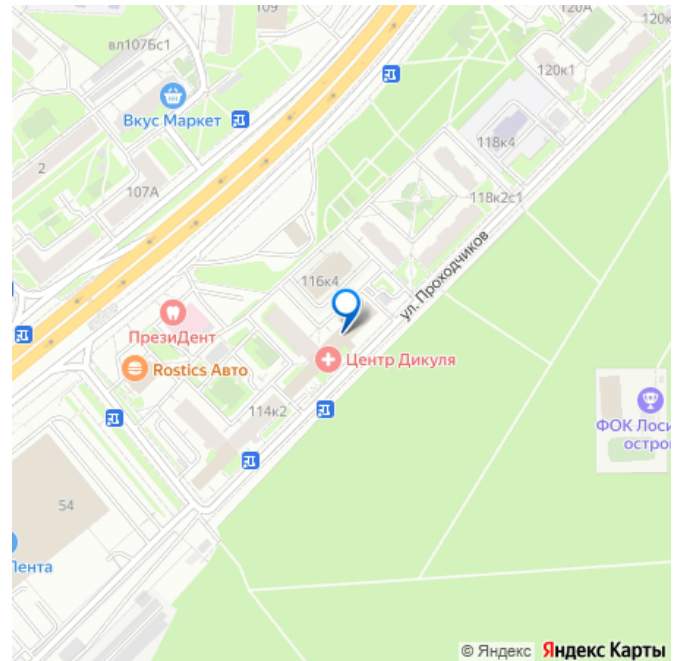 109
120А
120к
вл107Бс1
120к1
Вкус Маркет
118к4
2
107А
118к2с1
ул. Проходчиков
116к4
ПрезиДент
Центр Дикуля
Rostics Авто
114к2
ФОК Лоси
остро
54
Лента
© Яндекс Яндекс Карты